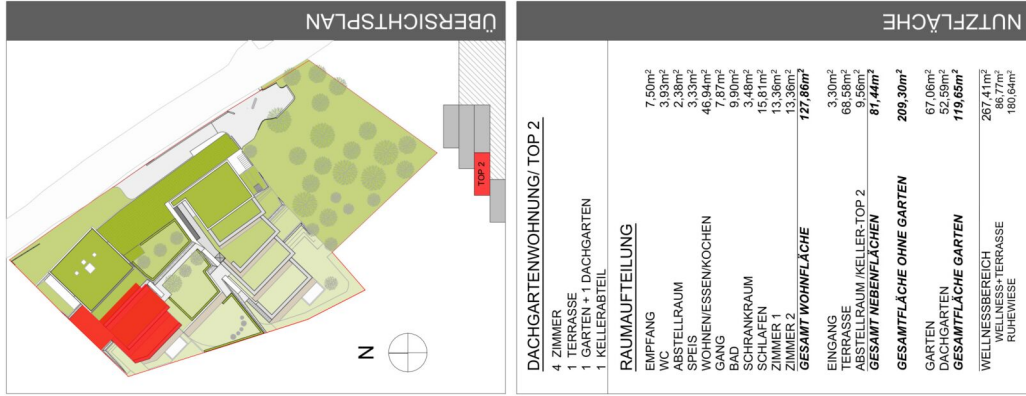 ÜBERSICHTSPLAN
N
TOP 2
NUTZFLÄCHE
DACHGARTENWOHNUNG/ TOP 2
4 ZIMMER
1 TERRASSE
1 GARTEN + 1 DACHGARTEN
1 KELLERABTEIL
RAUMAUFTEILUNG
EMPFANG 7,50m²
WC 3,93m²
ABSTELLRAUM 2,38m²
SPEIS 3,33m²
WOHNEN/ESSEN/KOCHEN 46,94m²
GANG 7,87m²
BAD 9,90m²
SCHRANKRAUM 3,48m²
SCHLAFEN 15,81m²
ZIMMER 1 13,36m²
ZIMMER 2 13,36m²
GESAMT WOHNFLÄCHE 127,86m²
EINGANG 3,30m²
TERRASSE 68,58m²
ABSTELLRAUM /KELLER-TOP 2 9,56m²
GESAMT NEBENFLÄCHEN 81,44m²
GESAMTFLÄCHE OHNE GARTEN 209,30m²
GARTEN 67,06m²
DACHGARTEN 52,59m²
GESAMTFLÄCHE GARTEN 119,65m²
WELLNESSBEREICH 267,41m²
WELLNESS+TERRASSE 86,77m²
RUHEWIESE 180,64m²